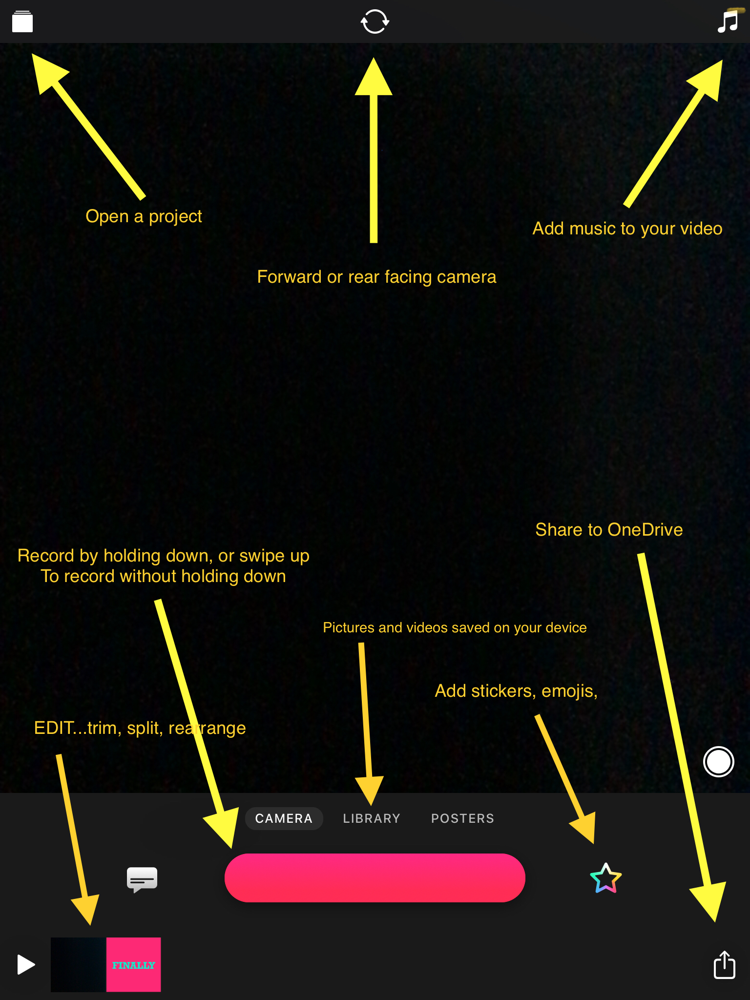 Open a project
Add music to your video
Forward or rear facing camera
Share to OneDrive
Record by holding down, or swipe up
To record without holding down
Pictures and videos saved on your device
Add stickers, emojis,
EDIT...trim, split, rearrange
CAMERA
LIBRARY
POSTERS
FINALLY